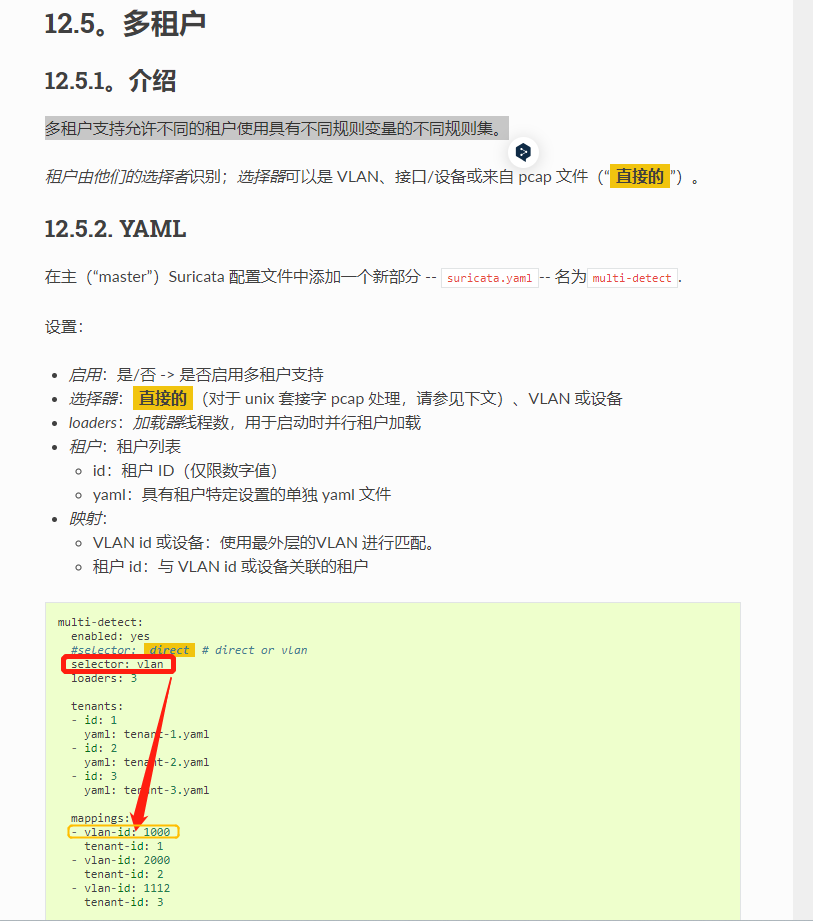 12.5。多租户
12.5.1。介绍
多租户支持允许不同的租户使用具有不同规则变量的不同规则集。
租户由他们的选择者识别；选择器可以是 VLAN、接口/设备或来自 pcap 文件（“直接的”）。
12.5.2. YAML
在主（“master”）Suricata 配置文件中添加一个新部分 -- suricata.yaml-- 名为multi-detect.
设置：
启用：是/否 -> 是否启用多租户支持
选择器：直接的（对于 unix 套接字 pcap 处理，请参见下文）、VLAN 或设备
loaders：加载器线程数，用于启动时并行租户加载
租户：租户列表
id：租户 ID（仅限数字值）
yaml：具有租户特定设置的单独 yaml 文件
映射：
VLAN id 或设备：使用最外层的VLAN 进行匹配。
租户 id：与 VLAN id 或设备关联的租户
multi-detect:
enabled: yes
#selector: direct # direct or vlan
selector: vlan
loaders: 3
tenants:
- id: 1
yaml: tenant-1.yaml
- id: 2
yaml: tenant-2.yaml
- id: 3
yaml: tenant-3.yaml
mappings:
- vlan-id: 1000
tenant-id: 1
- vlan-id: 2000
tenant-id: 2
- vlan-id: 1112
tenant-id: 3